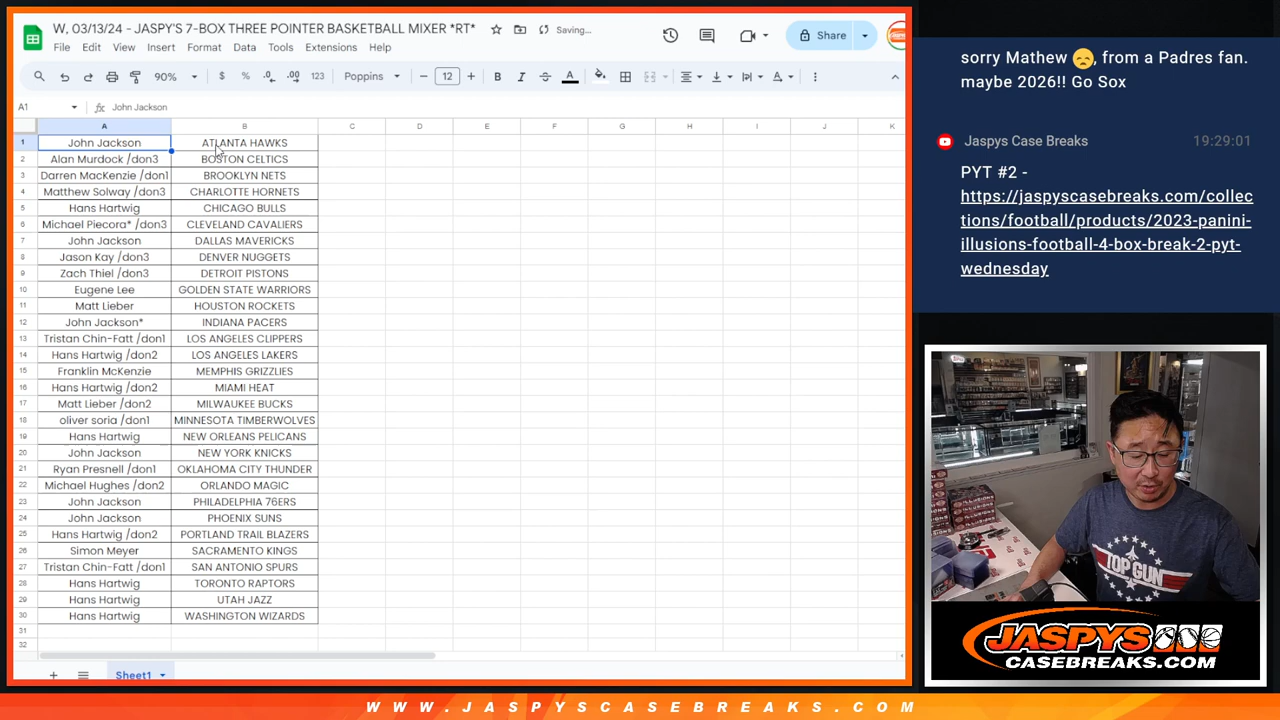 W, 03/13/24 - JASPY'S 7-BOX THREE POINTER BASKETBALL MIXER *RT*
Saving...
Share
File Edit View Insert Format Data Tools Extensions Help
90% $ % .0 .00 123 Poppins 12 B I A
A1 fx John Jackson
A B C D E F G H I J K
1 John Jackson ATLANTA HAWKS
2 Alan Murdock /don3 BOSTON CELTICS
3 Darren MacKenzie /don1 BROOKLYN NETS
4 Matthew Solway /don3 CHARLOTTE HORNETS
5 Hans Hartwig CHICAGO BULLS
6 Michael Piecora* /don3 CLEVELAND CAVALIERS
7 John Jackson DALLAS MAVERICKS
8 Jason Kay /don3 DENVER NUGGETS
9 Zach Thiel /don3 DETROIT PISTONS
10 Eugene Lee GOLDEN STATE WARRIORS
11 Matt Lieber HOUSTON ROCKETS
12 John Jackson* INDIANA PACERS
13 Tristan Chin-Fatt /don1 LOS ANGELES CLIPPERS
14 Hans Hartwig /don2 LOS ANGELES LAKERS
15 Franklin McKenzie MEMPHIS GRIZZLIES
16 Hans Hartwig /don2 MIAMI HEAT
17 Matt Lieber /don2 MILWAUKEE BUCKS
18 oliver soria /don1 MINNESOTA TIMBERWOLVES
19 Hans Hartwig NEW ORLEANS PELICANS
20 John Jackson NEW YORK KNICKS
21 Ryan Presnell /don1 OKLAHOMA CITY THUNDER
22 Michael Hughes /don2 ORLANDO MAGIC
23 John Jackson PHILADELPHIA 76ERS
24 John Jackson PHOENIX SUNS
25 Hans Hartwig /don2 PORTLAND TRAIL BLAZERS
26 Simon Meyer SACRAMENTO KINGS
27 Tristan Chin-Fatt /don1 SAN ANTONIO SPURS
28 Hans Hartwig TORONTO RAPTORS
29 Hans Hartwig UTAH JAZZ
30 Hans Hartwig WASHINGTON WIZARDS
31
32
Sheet1
sorry Mathew 😞, from a Padres fan.
maybe 2026!! Go Sox
Jaspys Case Breaks 19:29:01
PYT #2 -
https://jaspyscasebreaks.com/collec
tions/football/products/2023-panini-
illusions-football-4-box-break-2-pyt-
wednesday
ILLUSIONS
TOP GUN
JASPYS
CASEBREAKS.COM
WWW.JASPYSCASEBREAKS.COM